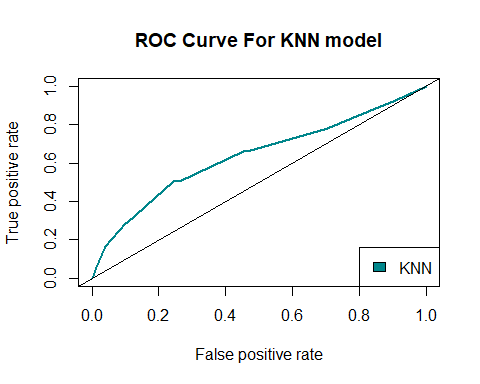 ROC Curve For KNN model
True positive rate
1.0
0.8
0.6
0.4
0.2
0.0
KNN
0.0 0.2 0.4 0.6 0.8 1.0
False positive rate